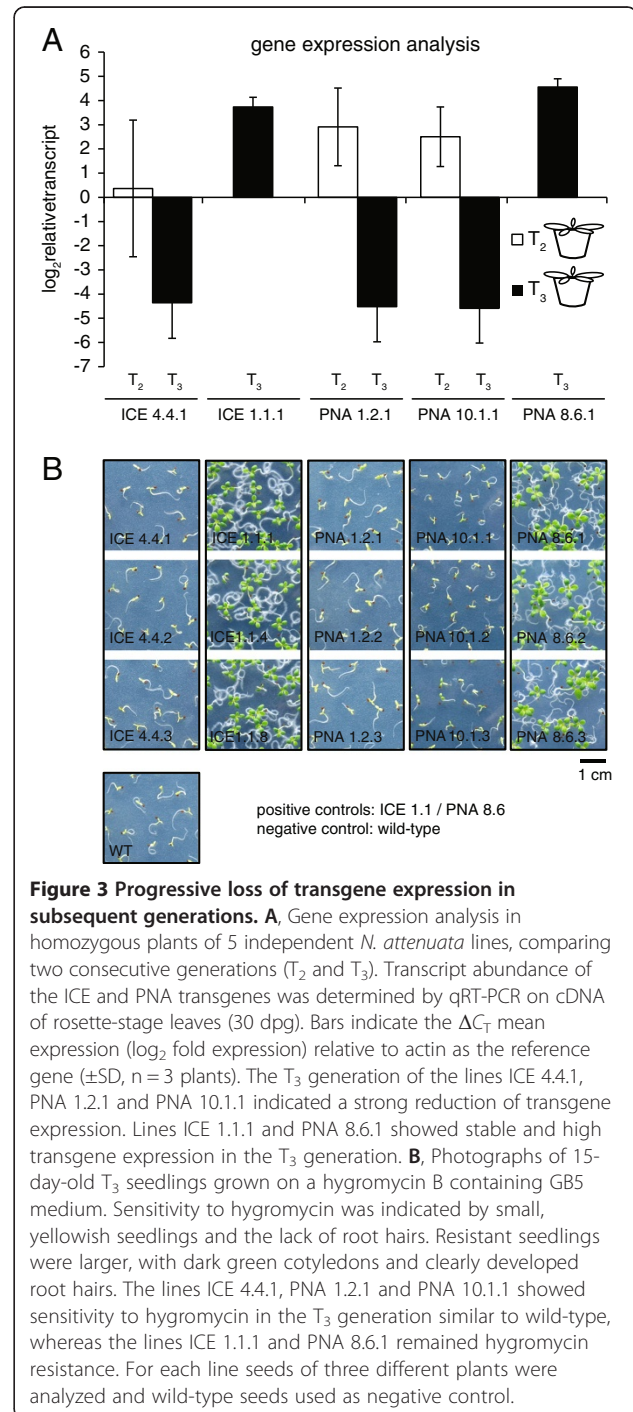 A
gene expression analysis
6
5
4
3
2
1
0
-1
-2
-3
-4
-5
-6
-7
log₂relativetranscript
T₂
T₃
T₂ T₃ T₃ T₂ T₃ T₂ T₃ T₃
ICE 4.4.1 ICE 1.1.1 PNA 1.2.1 PNA 10.1.1 PNA 8.6.1
B
ICE 4.4.1 ICE 1.1.1 PNA 1.2.1 PNA 10.1.1 PNA 8.6.1
ICE 4.4.2 ICE1.1.4 PNA 1.2.2 PNA 10.1.2 PNA 8.6.2
ICE 4.4.3 ICE1.1.8 PNA 1.2.3 PNA 10.1.3 PNA 8.6.3
1 cm
WT
positive controls: ICE 1.1 / PNA 8.6
negative control: wild-type
Figure 3 Progressive loss of transgene expression in
subsequent generations. A, Gene expression analysis in
homozygous plants of 5 independent N. attenuata lines, comparing
two consecutive generations (T₂ and T₃). Transcript abundance of
the ICE and PNA transgenes was determined by qRT-PCR on cDNA
of rosette-stage leaves (30 dpg). Bars indicate the ΔC_T mean
expression (log₂ fold expression) relative to actin as the reference
gene (±SD, n = 3 plants). The T₃ generation of the lines ICE 4.4.1,
PNA 1.2.1 and PNA 10.1.1 indicated a strong reduction of transgene
expression. Lines ICE 1.1.1 and PNA 8.6.1 showed stable and high
transgene expression in the T₃ generation. B, Photographs of 15-
day-old T₃ seedlings grown on a hygromycin B containing GB5
medium. Sensitivity to hygromycin was indicated by small,
yellowish seedlings and the lack of root hairs. Resistant seedlings
were larger, with dark green cotyledons and clearly developed
root hairs. The lines ICE 4.4.1, PNA 1.2.1 and PNA 10.1.1 showed
sensitivity to hygromycin in the T₃ generation similar to wild-type,
whereas the lines ICE 1.1.1 and PNA 8.6.1 remained hygromycin
resistance. For each line seeds of three different plants were
analyzed and wild-type seeds used as negative control.